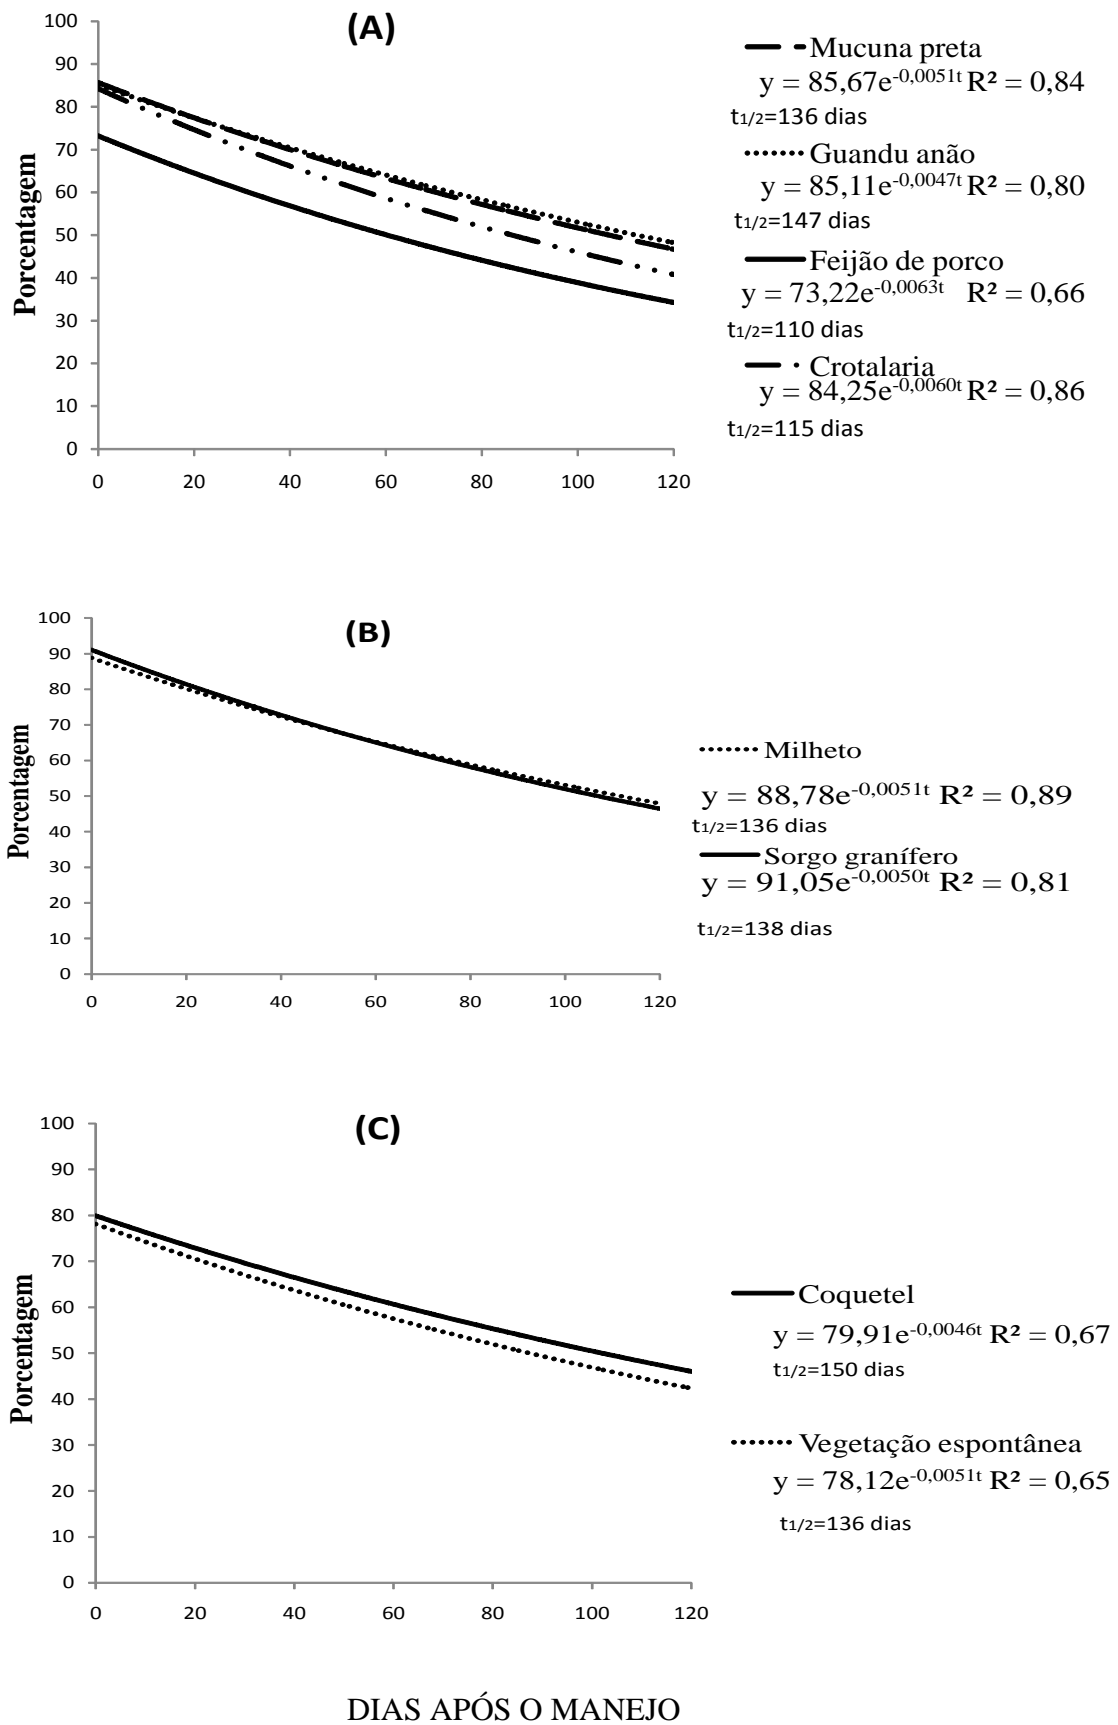 (A)
Porcentagem
100
90
80
70
60
50
40
30
20
10
0
0 20 40 60 80 100 120
Mucuna preta
y = 85,67e^-0,0051t R² = 0,84
t1/2=136 dias
Guandu anão
y = 85,11e^-0,0047t R² = 0,80
t1/2=147 dias
Feijão de porco
y = 73,22e^-0,0063t R² = 0,66
t1/2=110 dias
Crotalaria
y = 84,25e^-0,0060t R² = 0,86
t1/2=115 dias
(B)
Porcentagem
100
90
80
70
60
50
40
30
20
10
0
0 20 40 60 80 100 120
Milheto
y = 88,78e^-0,0051t R² = 0,89
t1/2=136 dias
Sorgo granífero
y = 91,05e^-0,0050t R² = 0,81
t1/2=138 dias
(C)
Porcentagem
100
90
80
70
60
50
40
30
20
10
0
0 20 40 60 80 100 120
Coquetel
y = 79,91e^-0,0046t R² = 0,67
t1/2=150 dias
Vegetação espontânea
y = 78,12e^-0,0051t R² = 0,65
t1/2=136 dias
DIAS APÓS O MANEJO